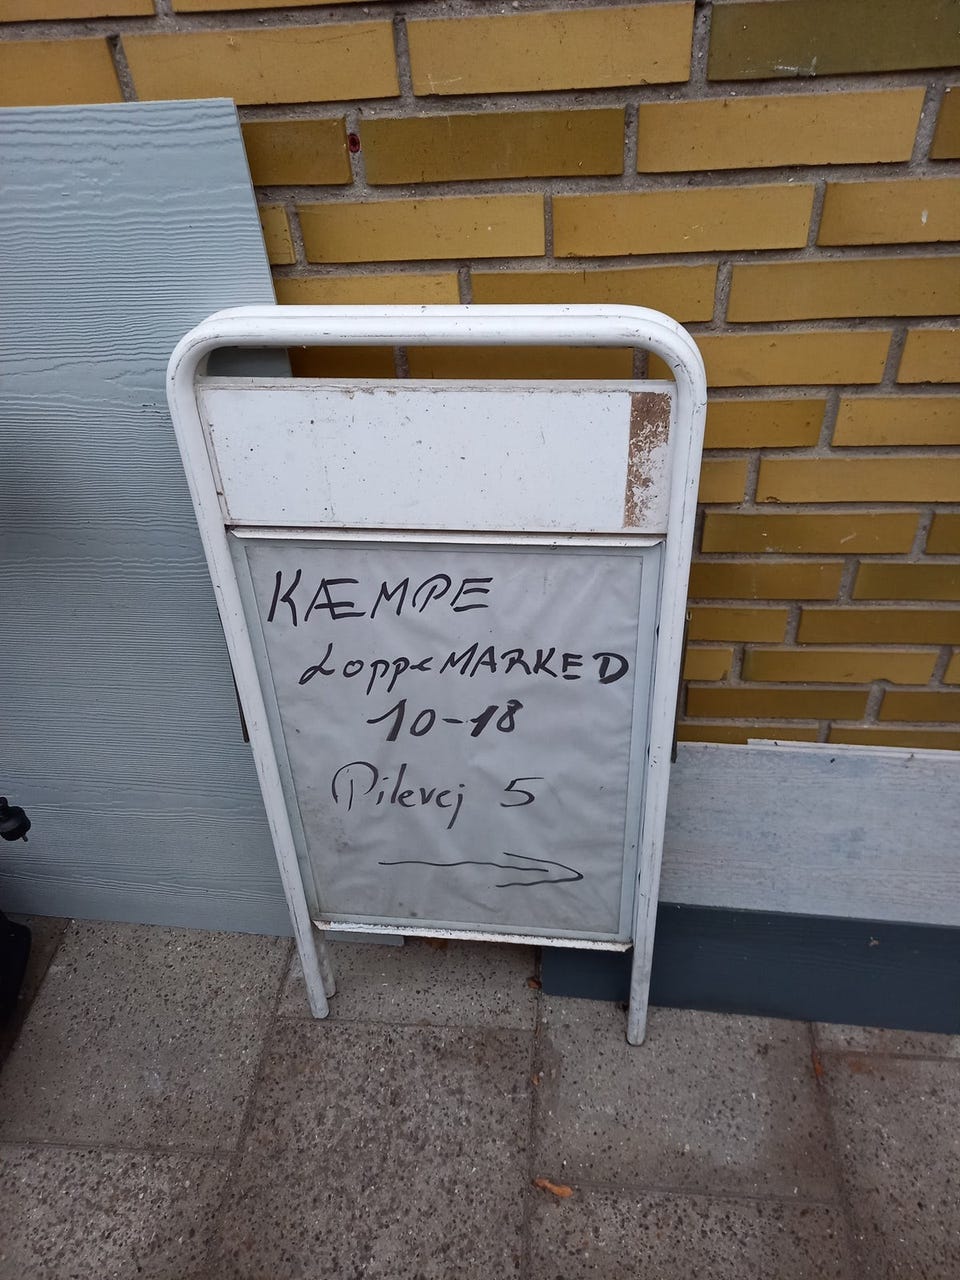 KÆMPE
LoppeMARKED
10-18
Pilevej 5